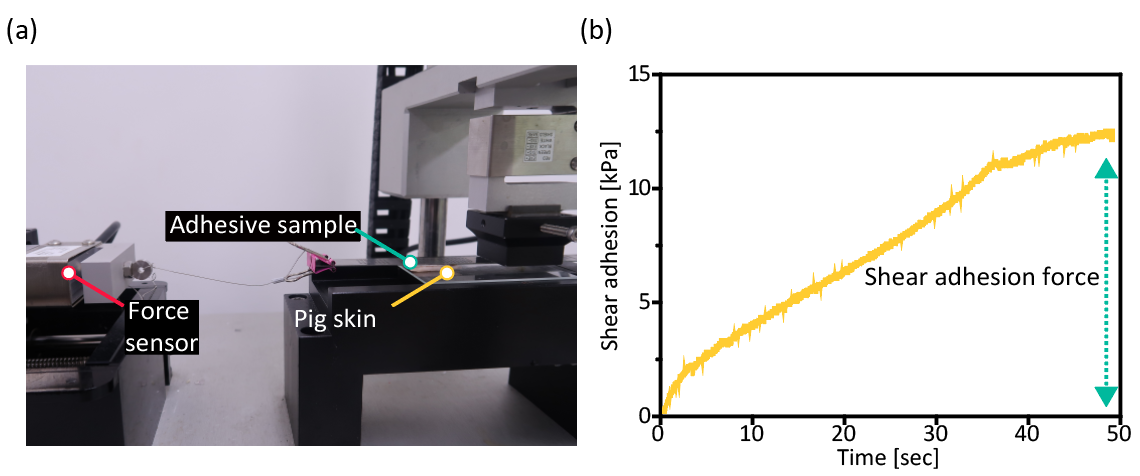 (a)
Adhesive sample
Force
sensor
Pig skin
(b)
15
10
5
0
Shear adhesion [kPa]
Shear adhesion force
0 10 20 30 40 50
Time [sec]